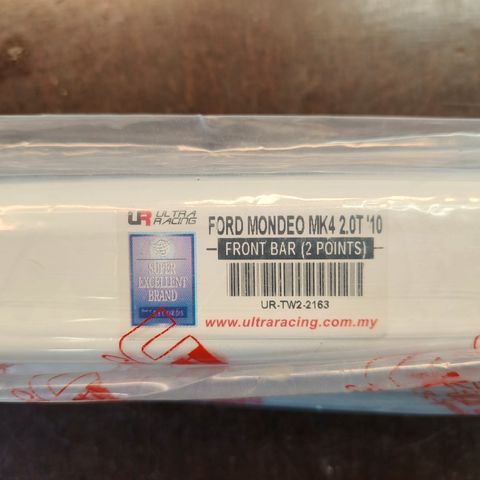 UR ULTRA RACING
FORD MONDEO MK4 2.0T '10
FRONT BAR (2 POINTS)
SUPER EXCELLENT BRAND
UR-TW2-2163
www.ultraracing.com.my